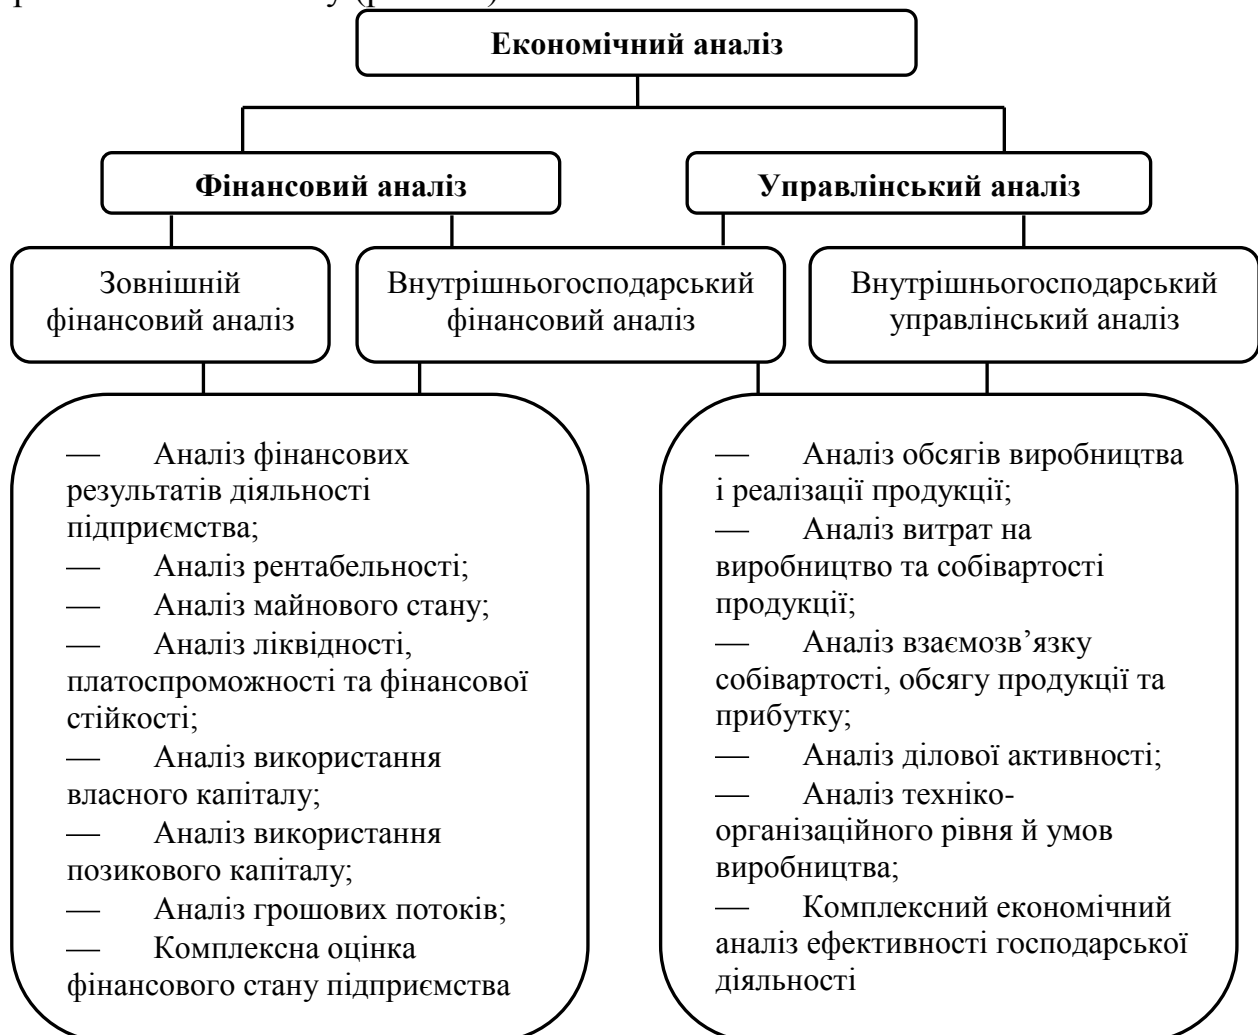 Економічний аналіз
Фінансовий аналіз
Управлінський аналіз
Зовнішній
фінансовий аналіз
Внутрішньогосподарський
фінансовий аналіз
Внутрішньогосподарський
управлінський аналіз
— Аналіз фінансових
результатів діяльності
підприємства;
— Аналіз рентабельності;
— Аналіз майнового стану;
— Аналіз ліквідності,
платоспроможності та фінансової
стійкості;
— Аналіз використання
власного капіталу;
— Аналіз використання
позикового капіталу;
— Аналіз грошових потоків;
— Комплексна оцінка
фінансового стану підприємства
— Аналіз обсягів виробництва
і реалізації продукції;
— Аналіз витрат на
виробництво та собівартості
продукції;
— Аналіз взаємозв’язку
собівартості, обсягу продукції та
прибутку;
— Аналіз ділової активності;
— Аналіз техніко-
організаційного рівня й умов
виробництва;
— Комплексний економічний
аналіз ефективності господарської
діяльності